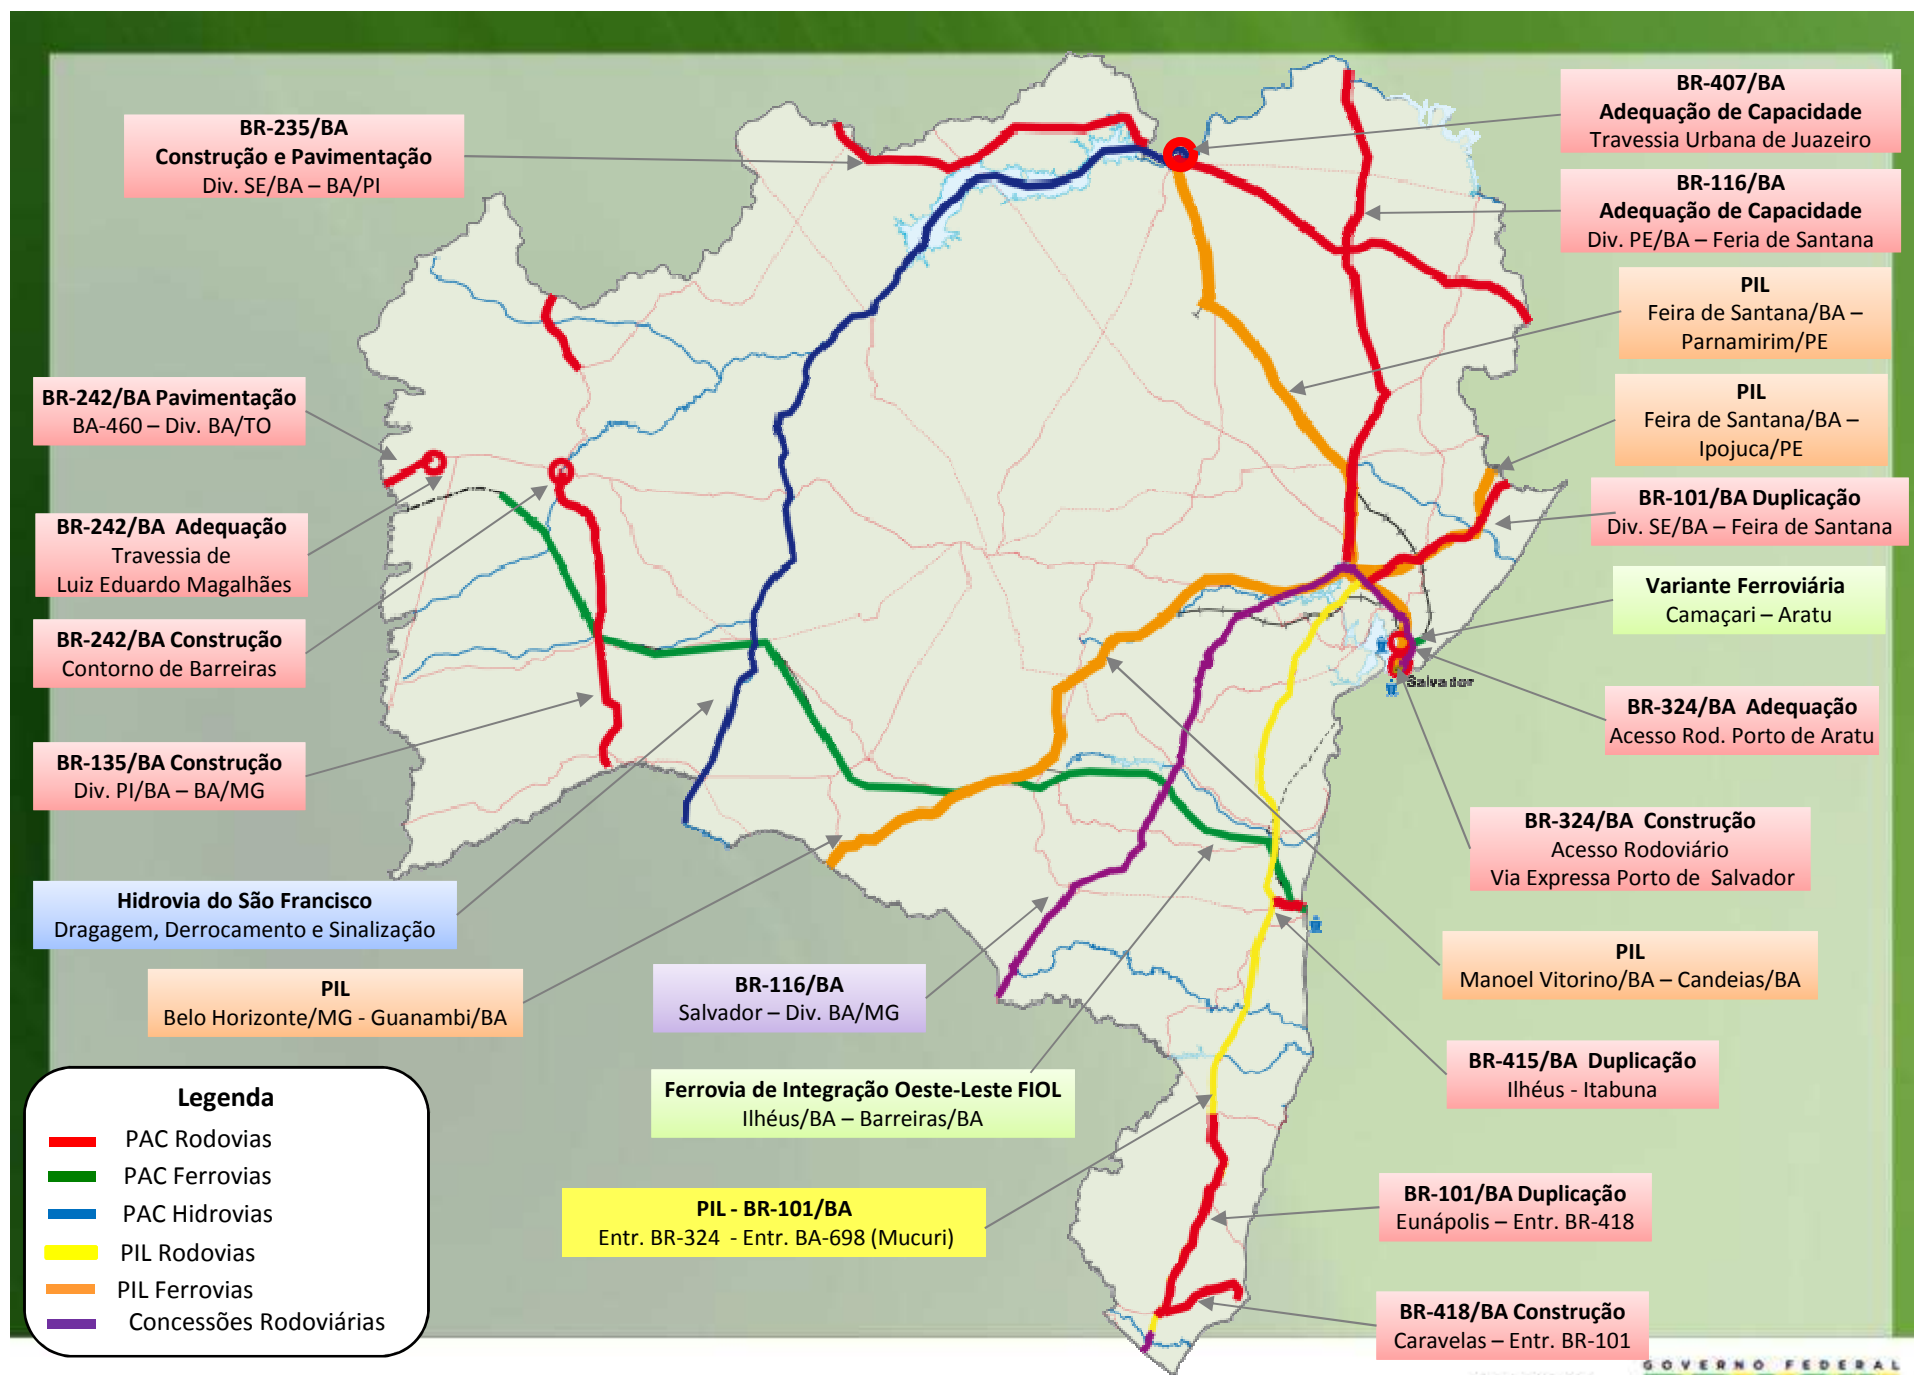 BR-235/BA
Construção e Pavimentação
Div. SE/BA – BA/PI
BR-407/BA
Adequação de Capacidade
Travessia Urbana de Juazeiro
BR-116/BA
Adequação de Capacidade
Div. PE/BA – Feria de Santana
PIL
Feira de Santana/BA –
Parnamirim/PE
PIL
Feira de Santana/BA –
Ipojuca/PE
BR-101/BA Duplicação
Div. SE/BA – Feira de Santana
Variante Ferroviária
Camaçari – Aratu
BR-324/BA Adequação
Acesso Rod. Porto de Aratu
BR-324/BA Construção
Acesso Rodoviário
Via Expressa Porto de Salvador
PIL
Manoel Vitorino/BA – Candeias/BA
BR-415/BA Duplicação
Ilhéus - Itabuna
BR-101/BA Duplicação
Eunápolis – Entr. BR-418
BR-418/BA Construção
Caravelas – Entr. BR-101
BR-242/BA Pavimentação
BA-460 – Div. BA/TO
BR-242/BA Adequação
Travessia de
Luiz Eduardo Magalhães
BR-242/BA Construção
Contorno de Barreiras
BR-135/BA Construção
Div. PI/BA – BA/MG
Hidrovia do São Francisco
Dragagem, Derrocamento e Sinalização
PIL
Belo Horizonte/MG - Guanambi/BA
BR-116/BA
Salvador – Div. BA/MG
Ferrovia de Integração Oeste-Leste FIOL
Ilhéus/BA – Barreiras/BA
PIL - BR-101/BA
Entr. BR-324 - Entr. BA-698 (Mucuri)
Salvador
Legenda
PAC Rodovias
PAC Ferrovias
PAC Hidrovias
PIL Rodovias
PIL Ferrovias
Concessões Rodoviárias
GOVERNO FEDERAL